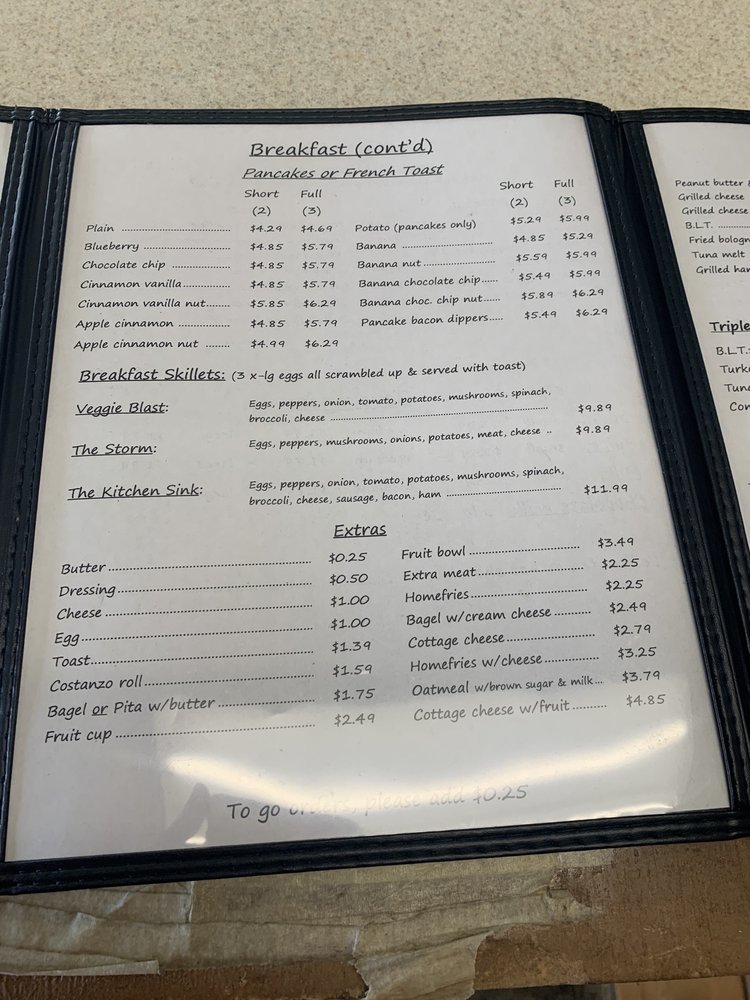 Breakfast (cont'd)
Pancakes or French Toast
Short Full
(2) (3)
Plain $4.29 $4.69
Blueberry $4.85 $5.79
Chocolate chip $4.85 $5.79
Cinnamon vanilla $4.85 $5.79
Cinnamon vanilla nut $5.85 $6.29
Apple cinnamon $4.85 $5.79
Apple cinnamon nut $4.99 $6.29
Short Full
(2) (3)
Potato (pancakes only) $5.29 $5.99
Banana $4.85 $5.29
Banana nut $5.59 $5.99
Banana chocolate chip $5.49 $5.99
Banana choc. chip nut $5.89 $6.29
Pancake bacon dippers $5.49 $6.29
Breakfast Skillets: (3 x-lg eggs all scrambled up & served with toast)
Veggie Blast: Eggs, peppers, onion, tomato, potatoes, mushrooms, spinach,
broccoli, cheese $9.89
The Storm: Eggs, peppers, mushrooms, onions, potatoes, meat, cheese .. $9.89
The Kitchen Sink: Eggs, peppers, onion, tomato, potatoes, mushrooms, spinach,
broccoli, cheese, sausage, bacon, ham $11.99
Extras
Butter $0.25
Dressing $0.50
Cheese $1.00
Egg $1.00
Toast $1.39
Costanzo roll $1.59
Bagel or Pita w/butter $1.75
Fruit cup $2.49
Fruit bowl $3.49
Extra meat $2.25
Homefries $2.25
Bagel w/cream cheese $2.49
Cottage cheese $2.79
Homefries w/cheese $3.25
Oatmeal w/brown sugar & milk $3.79
Cottage cheese w/fruit $4.85
To go orders, please add $0.25
Peanut butter
Grilled cheese
Grilled cheese
B.L.T.
Fried bologn
Tuna melt
Grilled ha
Triple
B.L.T.
Turk
Tun